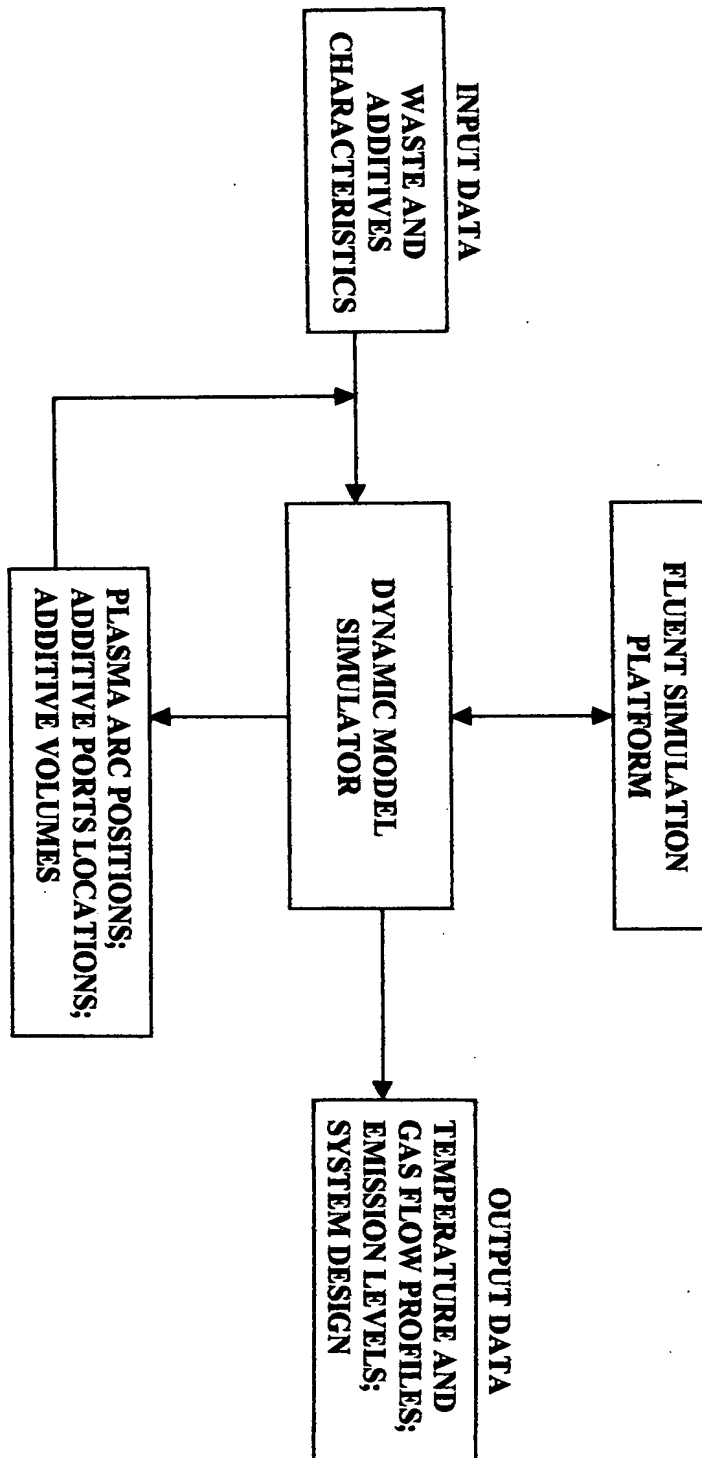 INPUT DATA
WASTE AND
ADDITIVES
CHARACTERISTICS
FLUENT SIMULATION
PLATFORM
DYNAMIC MODEL
SIMULATOR
PLASMA ARC POSITIONS;
ADDITIVE PORTS LOCATIONS;
ADDITIVE VOLUMES
OUTPUT DATA
TEMPERATURE AND
GAS FLOW PROFILES;
EMISSION LEVELS;
SYSTEM DESIGN